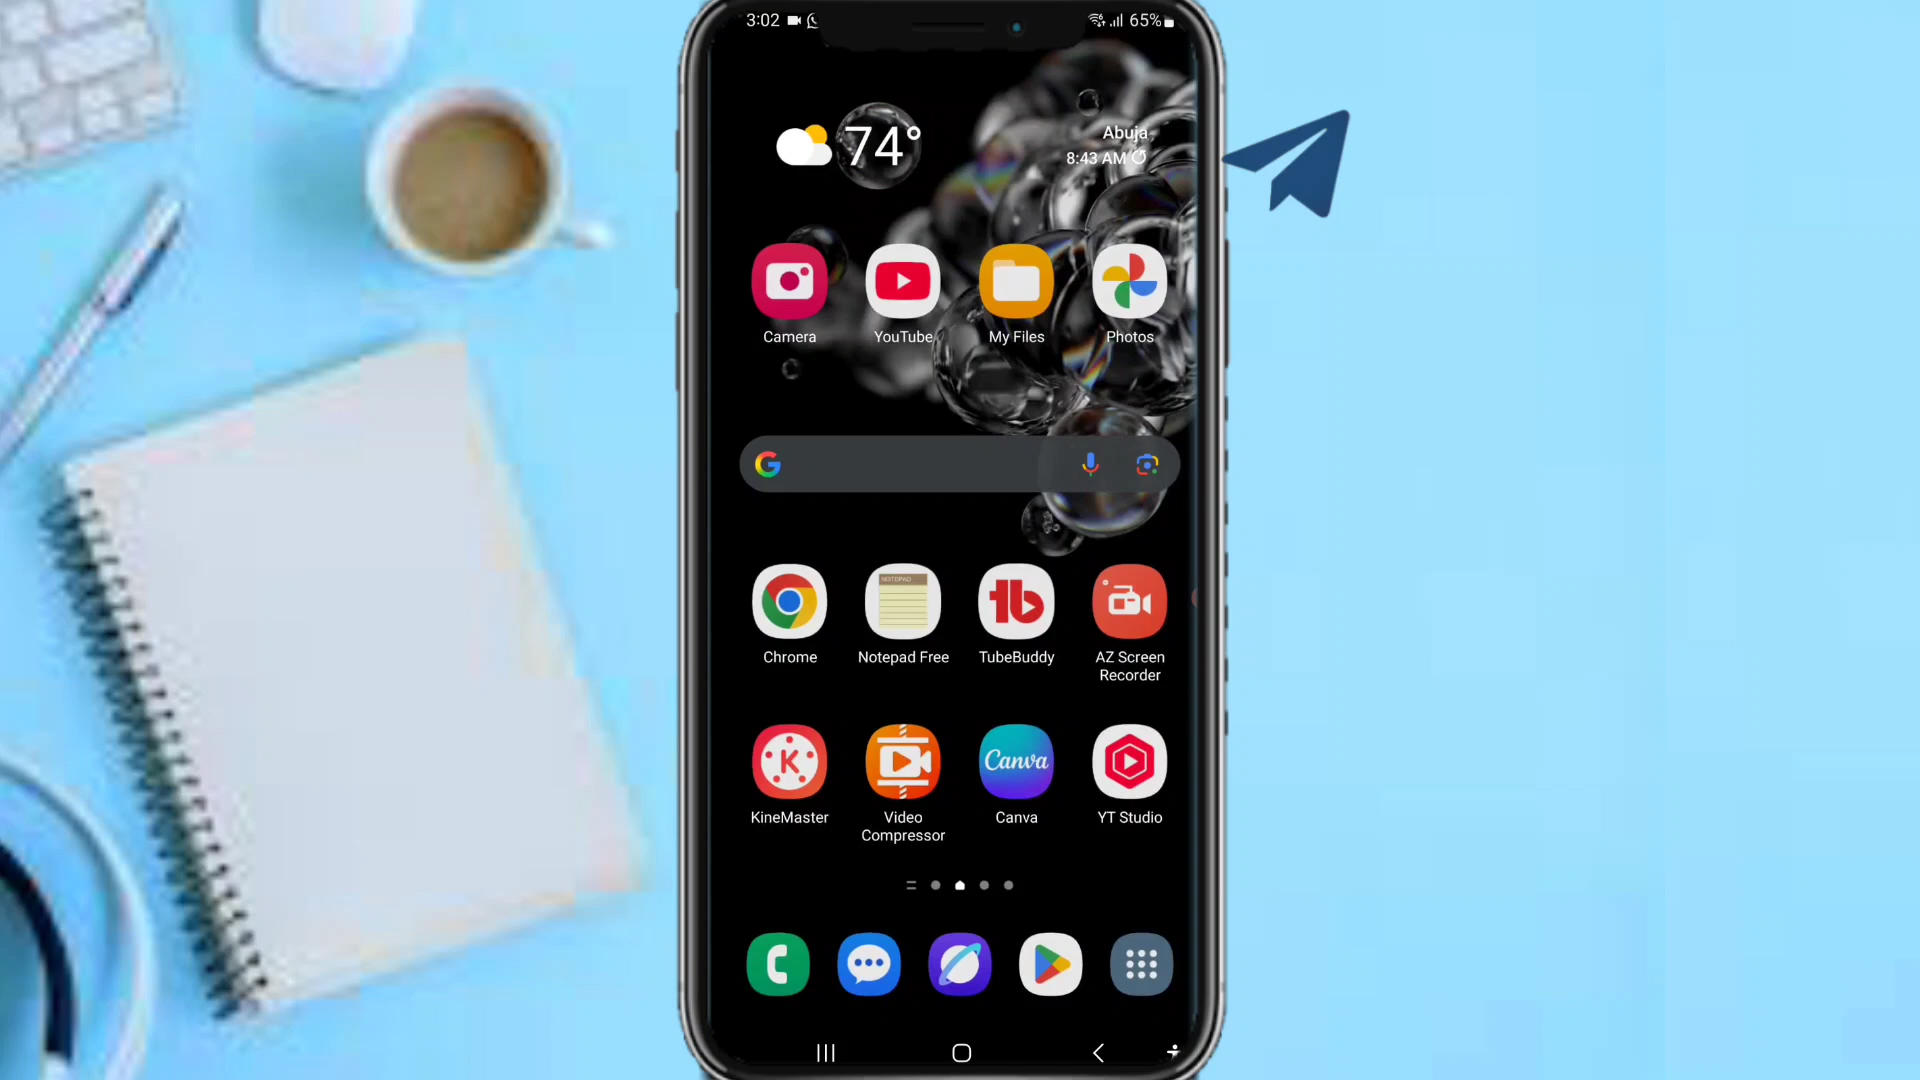 3:02
65%
74°
Abuja
8:43 AM
Camera
YouTube
My Files
Photos
NOTEPAD
Chrome
Notepad Free
TubeBuddy
AZ Screen
Recorder
Canva
KineMaster
Video
Compressor
Canva
YT Studio